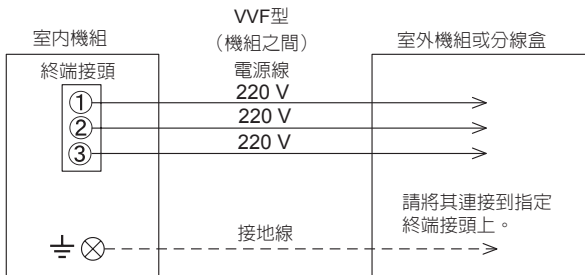 VVF型
（機組之間）
電源線
室内機組
室外機組或分線盒
終端接頭
① 220 V
② 220 V
③ 220 V
請將其連接到指定
終端接頭上。
接地線